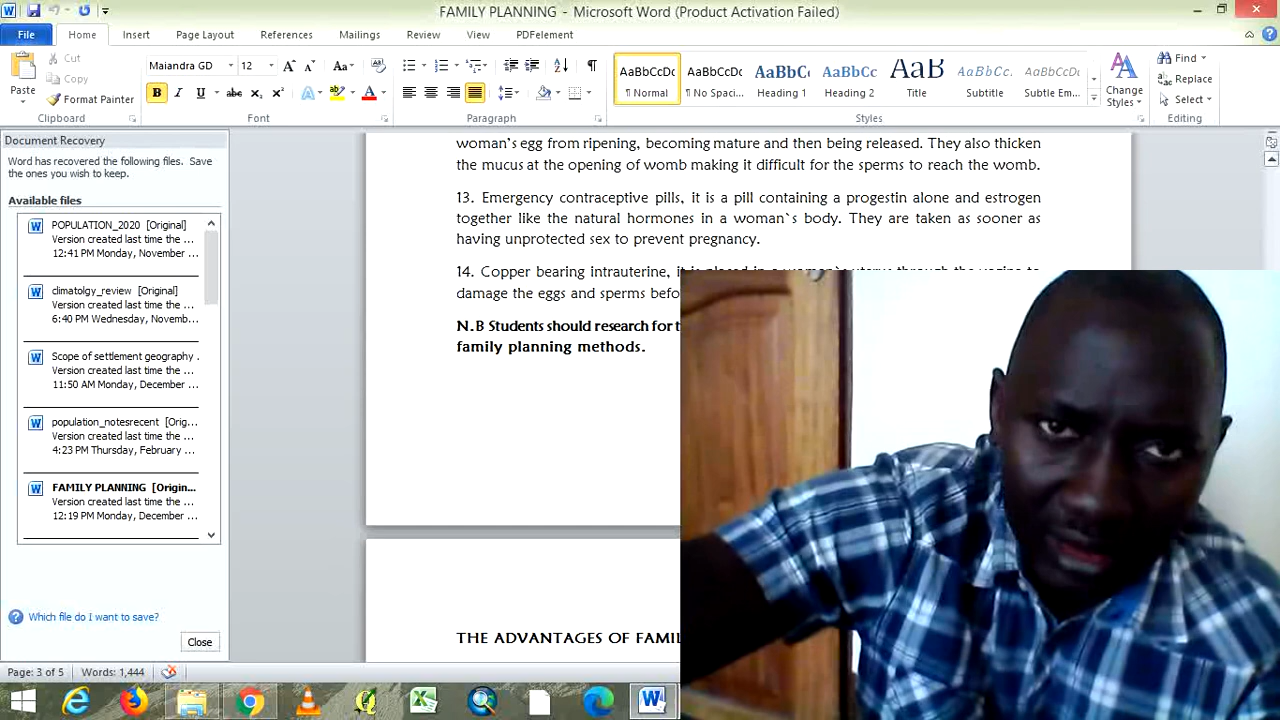 FAMILY PLANNING - Microsoft Word (Product Activation Failed)
File Home Insert Page Layout References Mailings Review View PDFelement
Paste
Cut
Copy
Format Painter
Clipboard
Maiandra GD 12
Font
Paragraph
AaBbCcDc AaBbCcDc AaBbC AaBbCc AaB AaBbCcL AaBbCcDc
¶ Normal ¶ No Spaci... Heading 1 Heading 2 Title Subtitle Subtle Em...
Change Styles
Styles
Find
Replace
Select
Editing
Document Recovery
Word has recovered the following files. Save
the ones you wish to keep.
Available files
POPULATION_2020 [Original]
Version created last time the ...
12:41 PM Monday, November ...
climatolgy_review [Original]
Version created last time the ...
6:40 PM Wednesday, Novemb...
Scope of settlement geography .
Version created last time the ...
11:50 AM Monday, December ...
population_notesrecent [Orig...
Version created last time the ...
4:23 PM Thursday, February ...
FAMILY PLANNING [Origin...
Version created last time the ...
12:19 PM Monday, December ...
Which file do I want to save?
Close
woman's egg from ripening, becoming mature and then being released. They also thicken
the mucus at the opening of womb making it difficult for the sperms to reach the womb.
13. Emergency contraceptive pills, it is a pill containing a progestin alone and estrogen
together like the natural hormones in a woman`s body. They are taken as sooner as
having unprotected sex to prevent pregnancy.
14. Copper bearing intrauterine, it is placed in a woman`s uterus through the vagina to
damage the eggs and sperms befo
N.B Students should research for t
family planning methods.
THE ADVANTAGES OF FAMIL
Page: 3 of 5 Words: 1,444